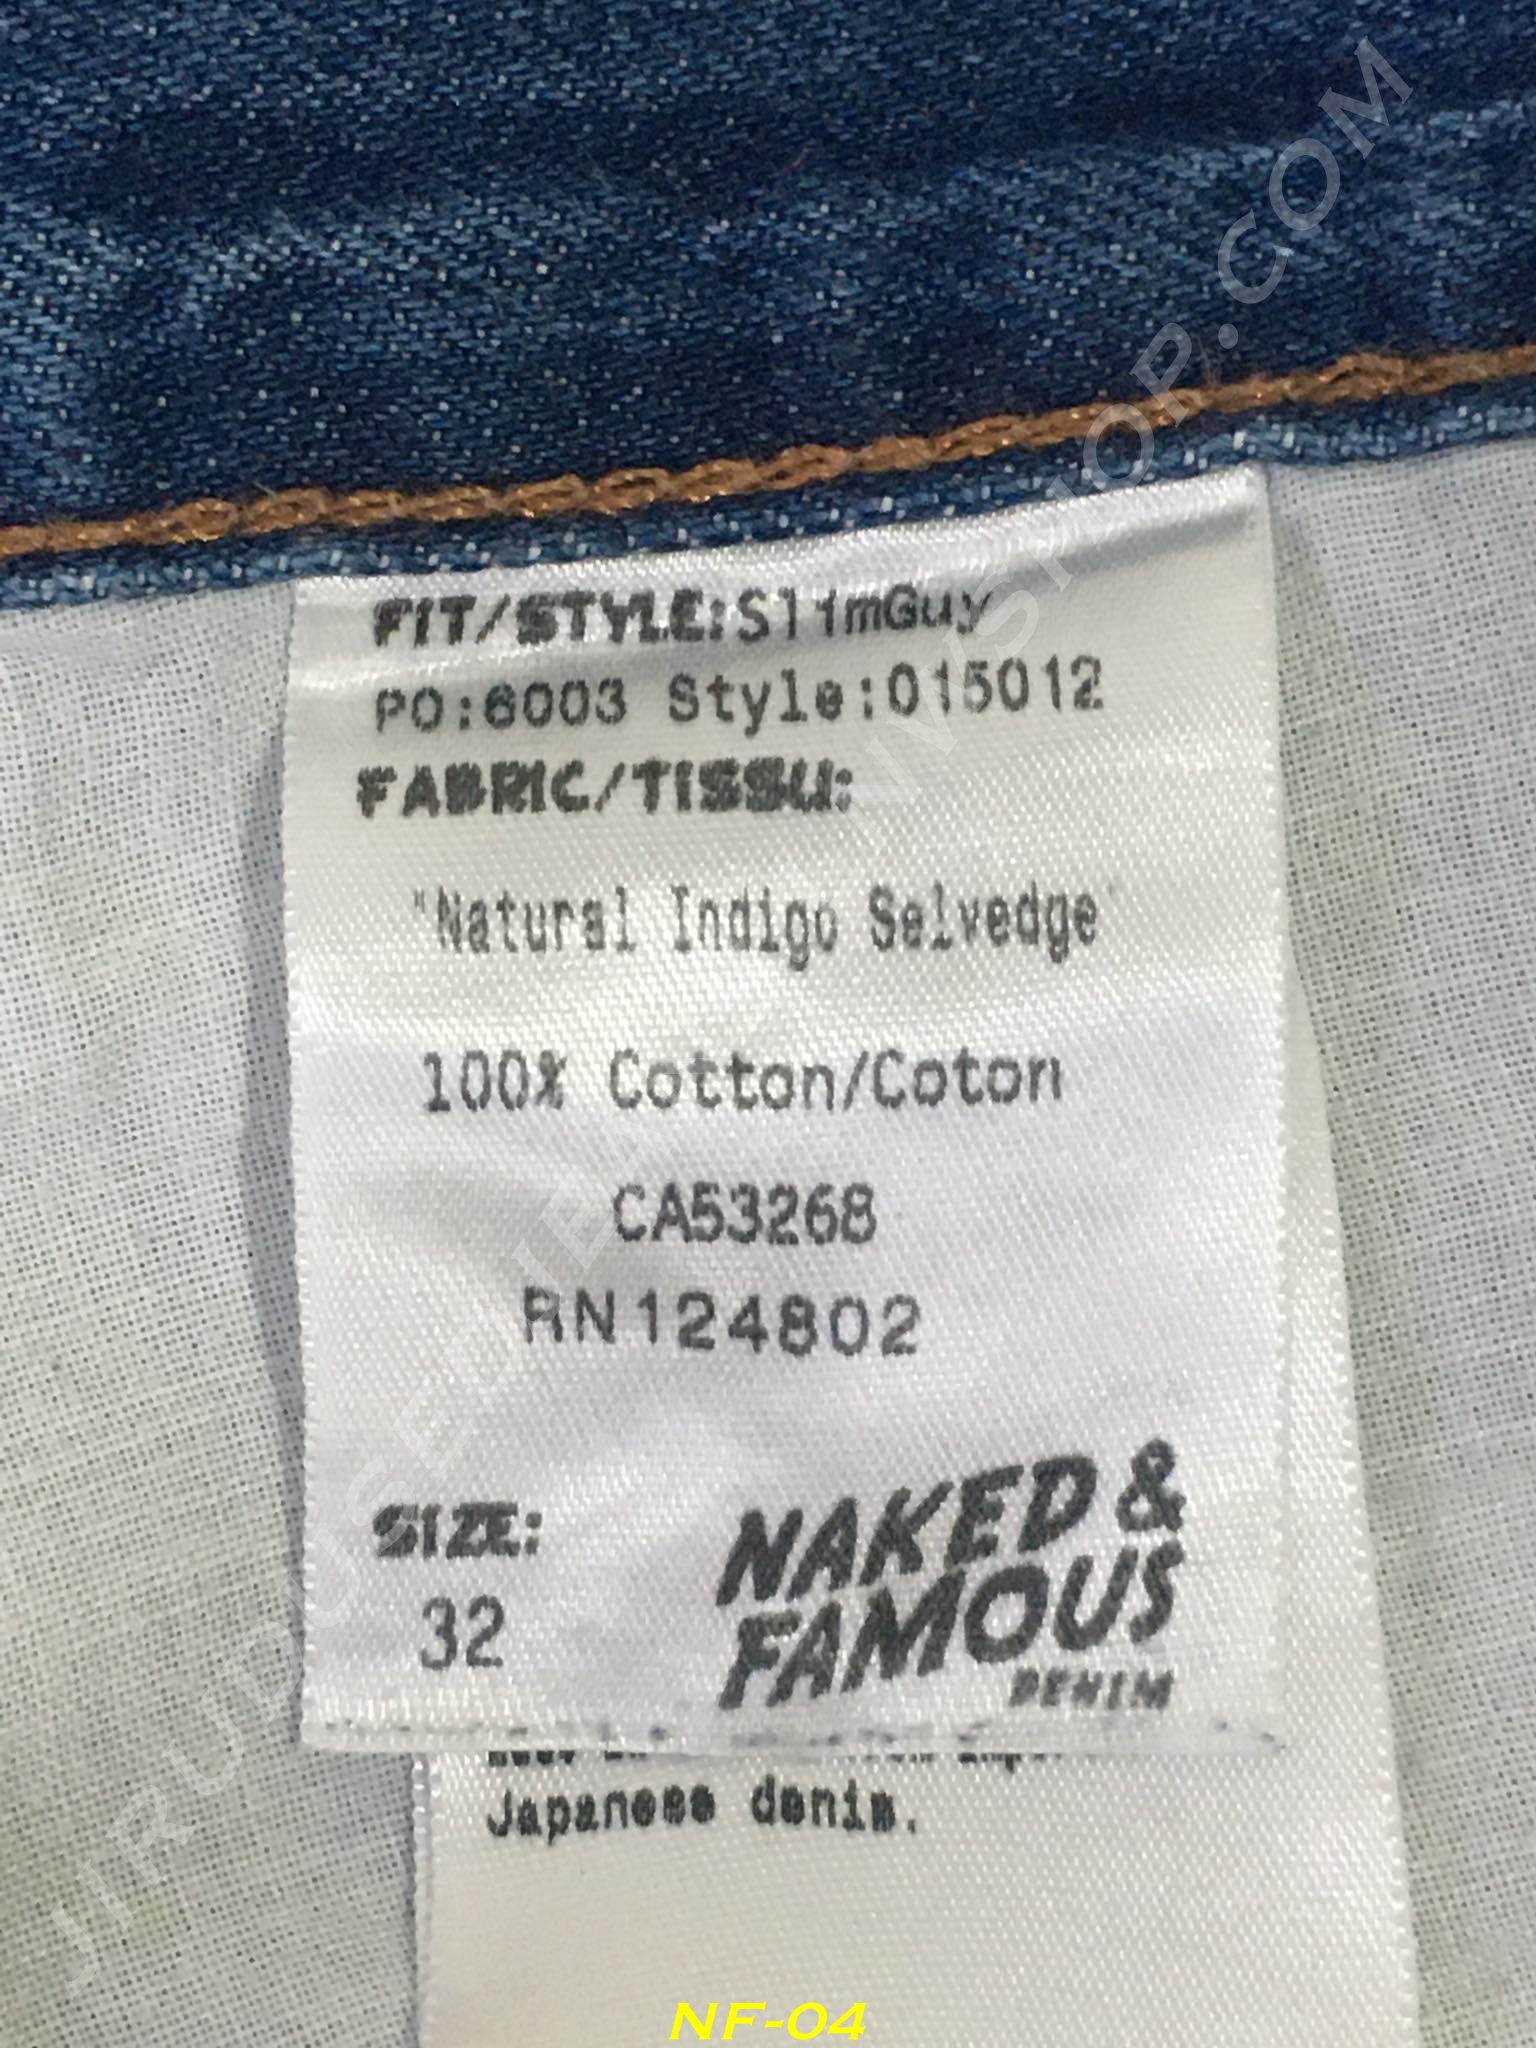 FIT/STYLE:SlimGuy
PO:6003 Style:015012
FABRIC/TISSU:
"Natural Indigo Selvedge"
100% Cotton/Coton
CA53268
RN124802
SIZE:
32
NAKED &
FAMOUS
DENIM
Japanese denim.
NF-04